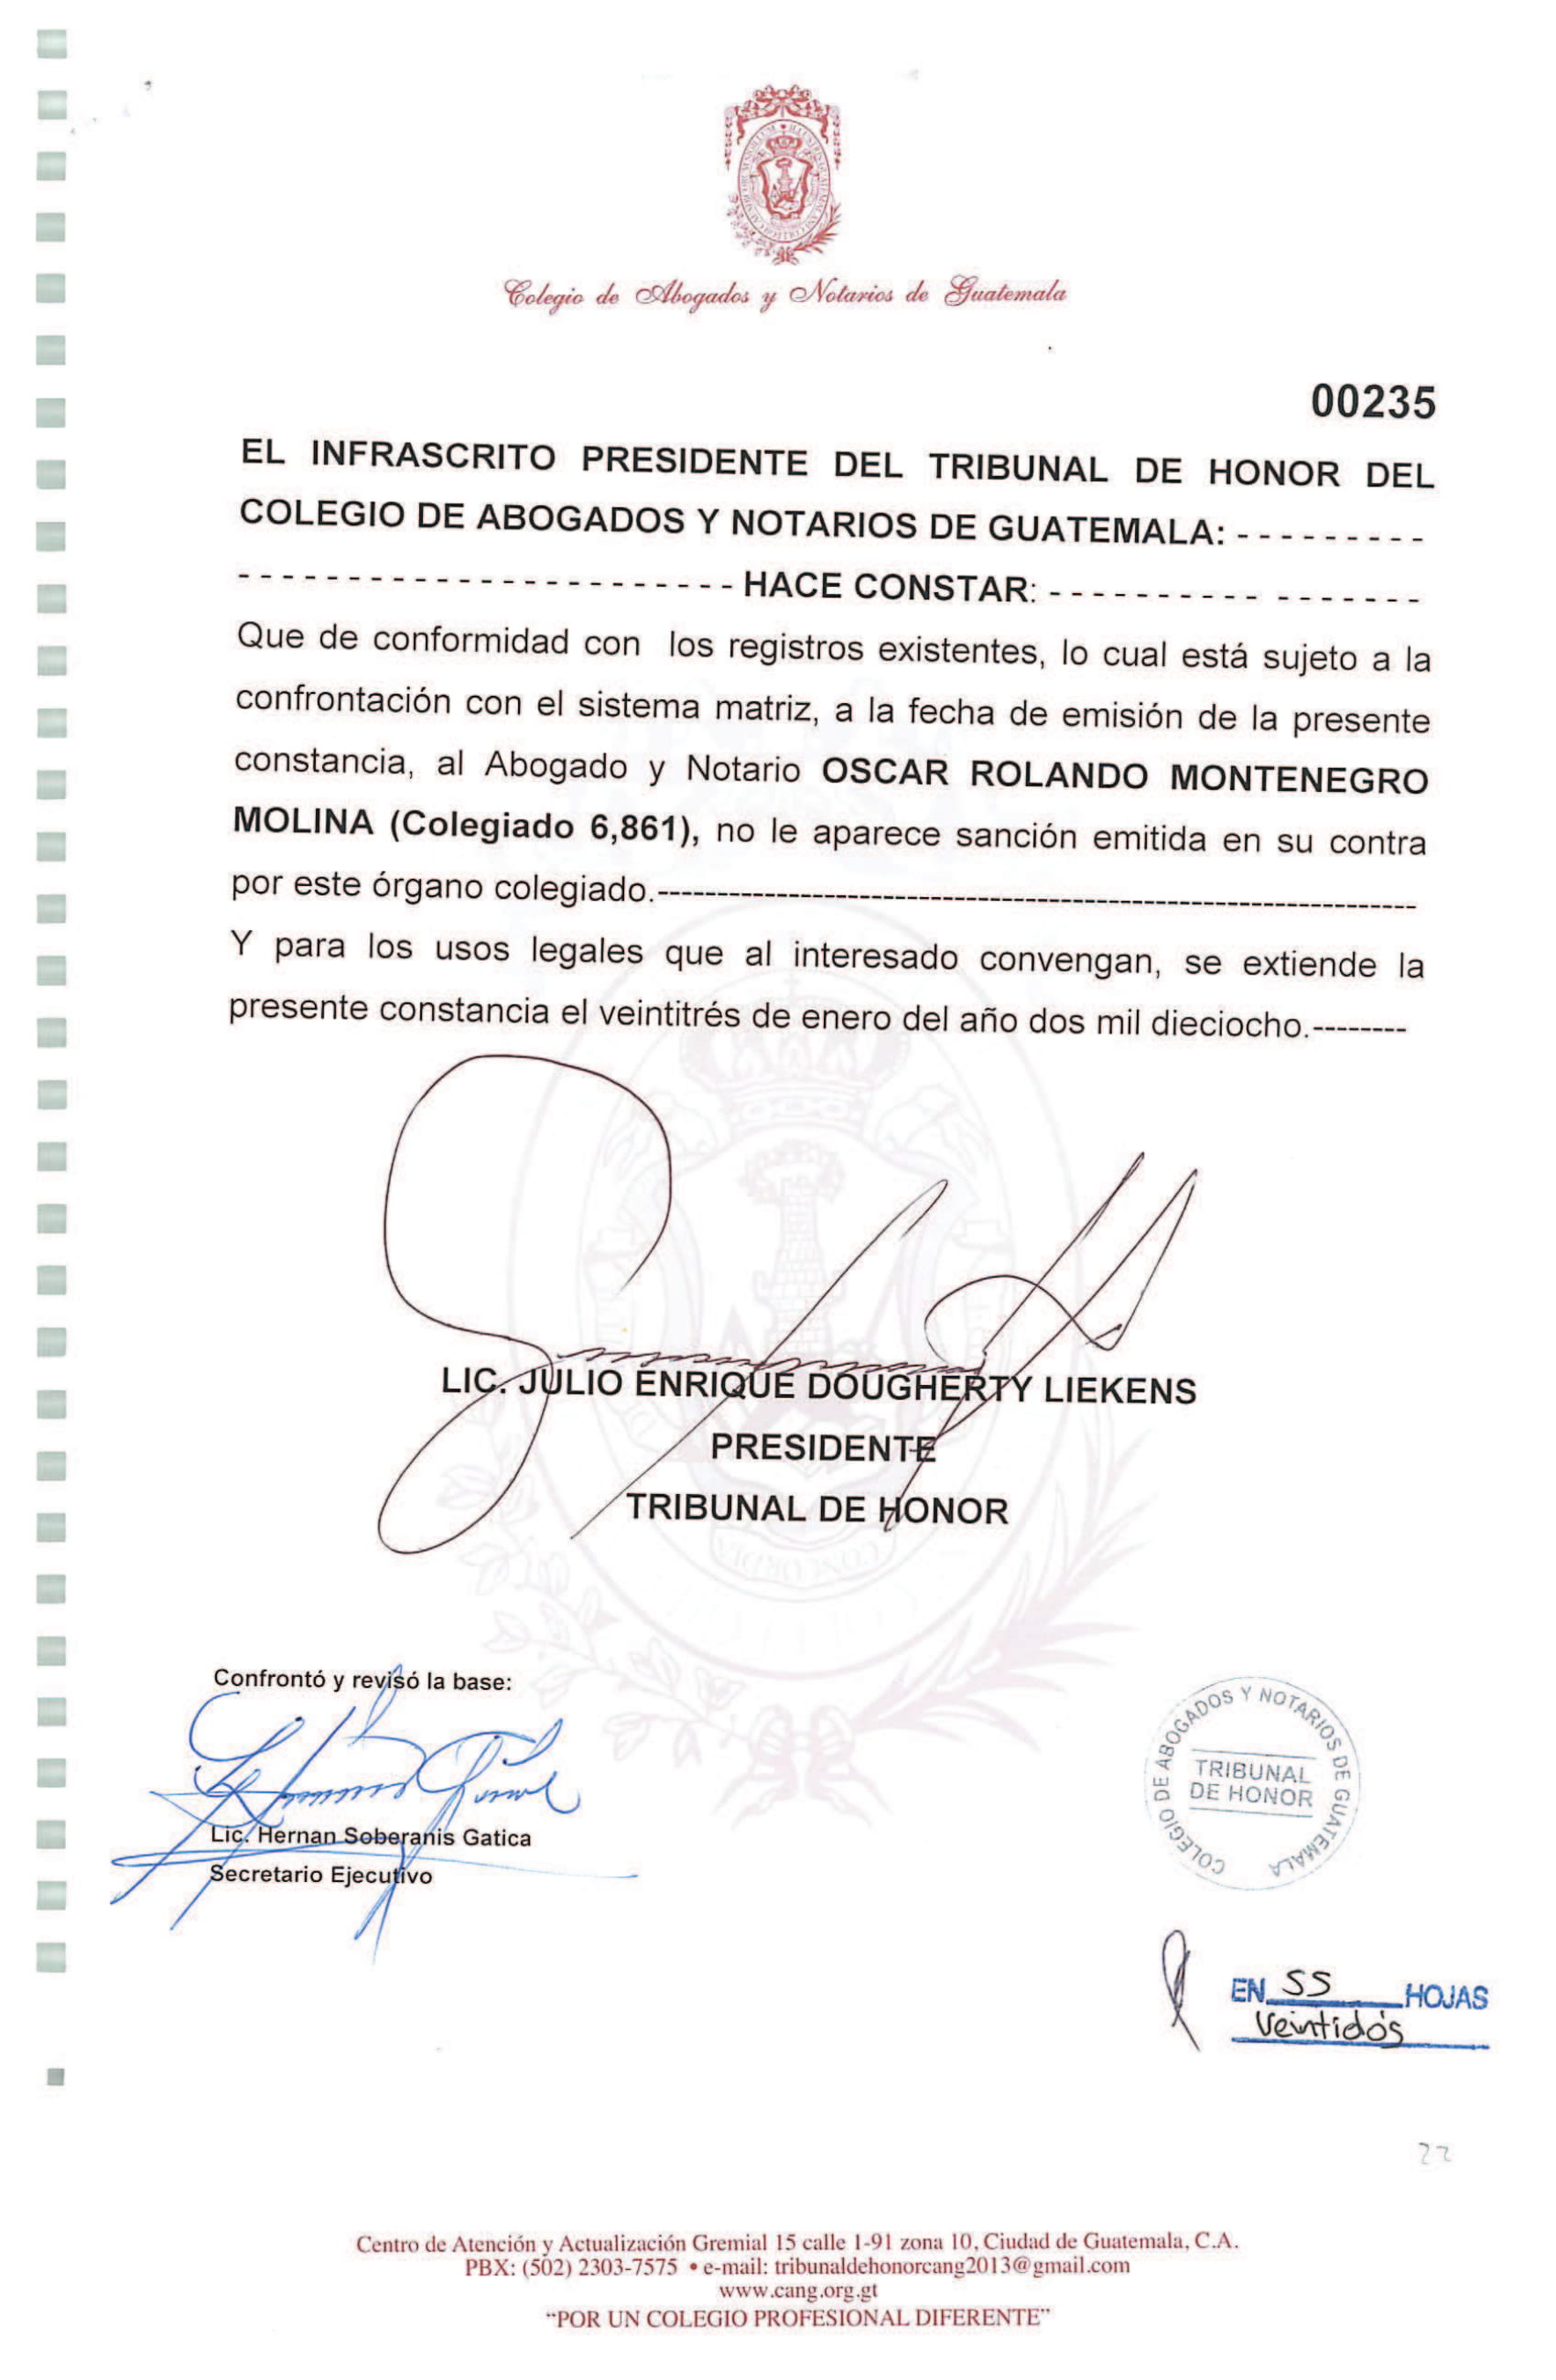 Colegio de Abogados y Notarios de Guatemala
00235
EL INFRASCRITO PRESIDENTE DEL TRIBUNAL DE HONOR DEL
COLEGIO DE ABOGADOS Y NOTARIOS DE GUATEMALA: - - - - - - - - -
- - - - - - - - - - - - - - - - - - - - - - - HACE CONSTAR: - - - - - - - - - - - - - - - - -
Que de conformidad con los registros existentes, lo cual está sujeto a la
confrontación con el sistema matriz, a la fecha de emisión de la presente
constancia, al Abogado y Notario OSCAR ROLANDO MONTENEGRO
MOLINA (Colegiado 6,861), no le aparece sanción emitida en su contra
por este órgano colegiado.----------------------------------------------------------------
Y para los usos legales que al interesado convengan, se extiende la
presente constancia el veintitrés de enero del año dos mil dieciocho.--------
LIC. JULIO ENRIQUE DOUGHERTY LIEKENS
PRESIDENTE
TRIBUNAL DE HONOR
CONCORDIA
Confrontó y revisó la base:
Lic. Hernan Soberanis Gatica
Secretario Ejecutivo
COLEGIO DE ABOGADOS Y NOTARIOS DE GUATEMALA
TRIBUNAL
DE HONOR
EN 22 HOJAS
Veintidós
22
Centro de Atención y Actualización Gremial 15 calle 1-91 zona 10, Ciudad de Guatemala, C.A.
PBX: (502) 2303-7575 • e-mail: tribunaldehonorcang2013@gmail.com
www.cang.org.gt
“POR UN COLEGIO PROFESIONAL DIFERENTE”